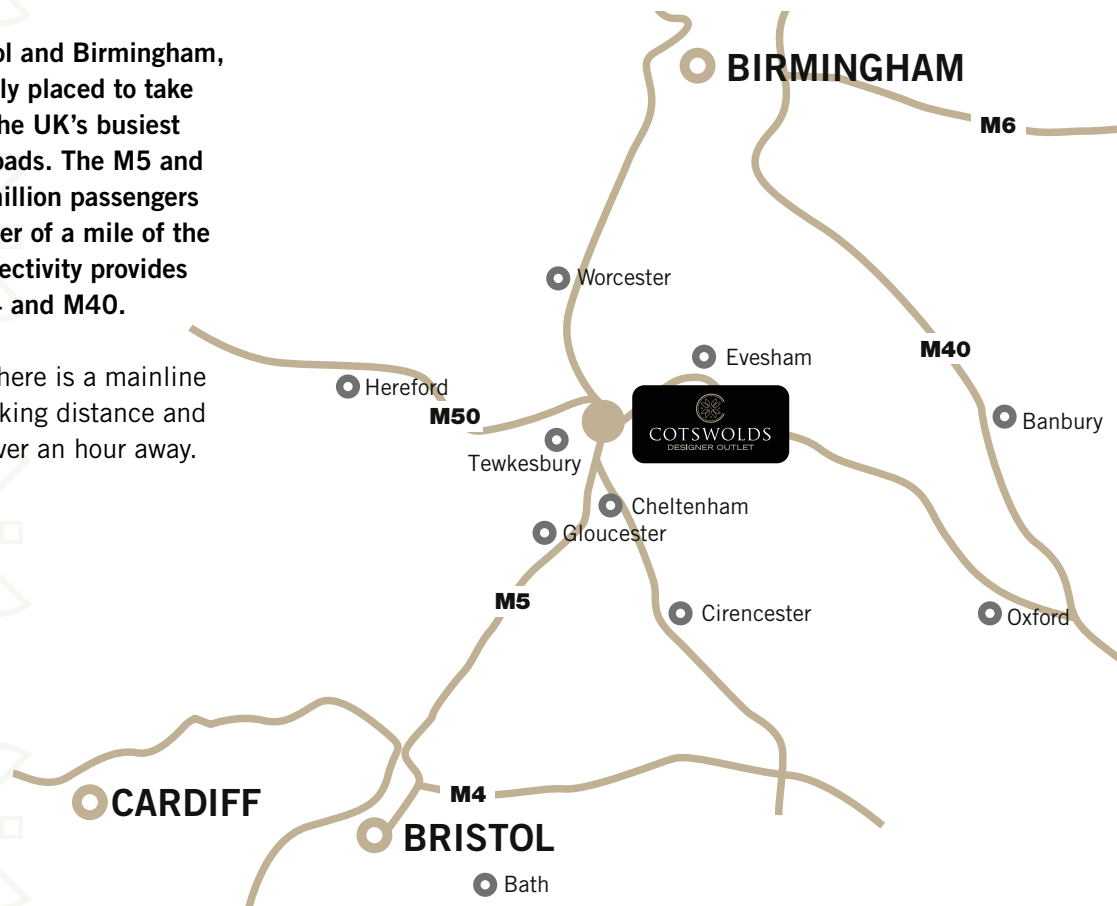 ol and Birmingham,
ly placed to take
he UK’s busiest
oads. The M5 and
illion passengers
er of a mile of the
ectivity provides
and M40.
here is a mainline
king distance and
ver an hour away.
BIRMINGHAM
M6
Worcester
Evesham
M40
Hereford
M50
Banbury
COTSWOLDS
DESIGNER OUTLET
Tewkesbury
Cheltenham
Gloucester
M5
Cirencester
Oxford
CARDIFF
M4
BRISTOL
Bath